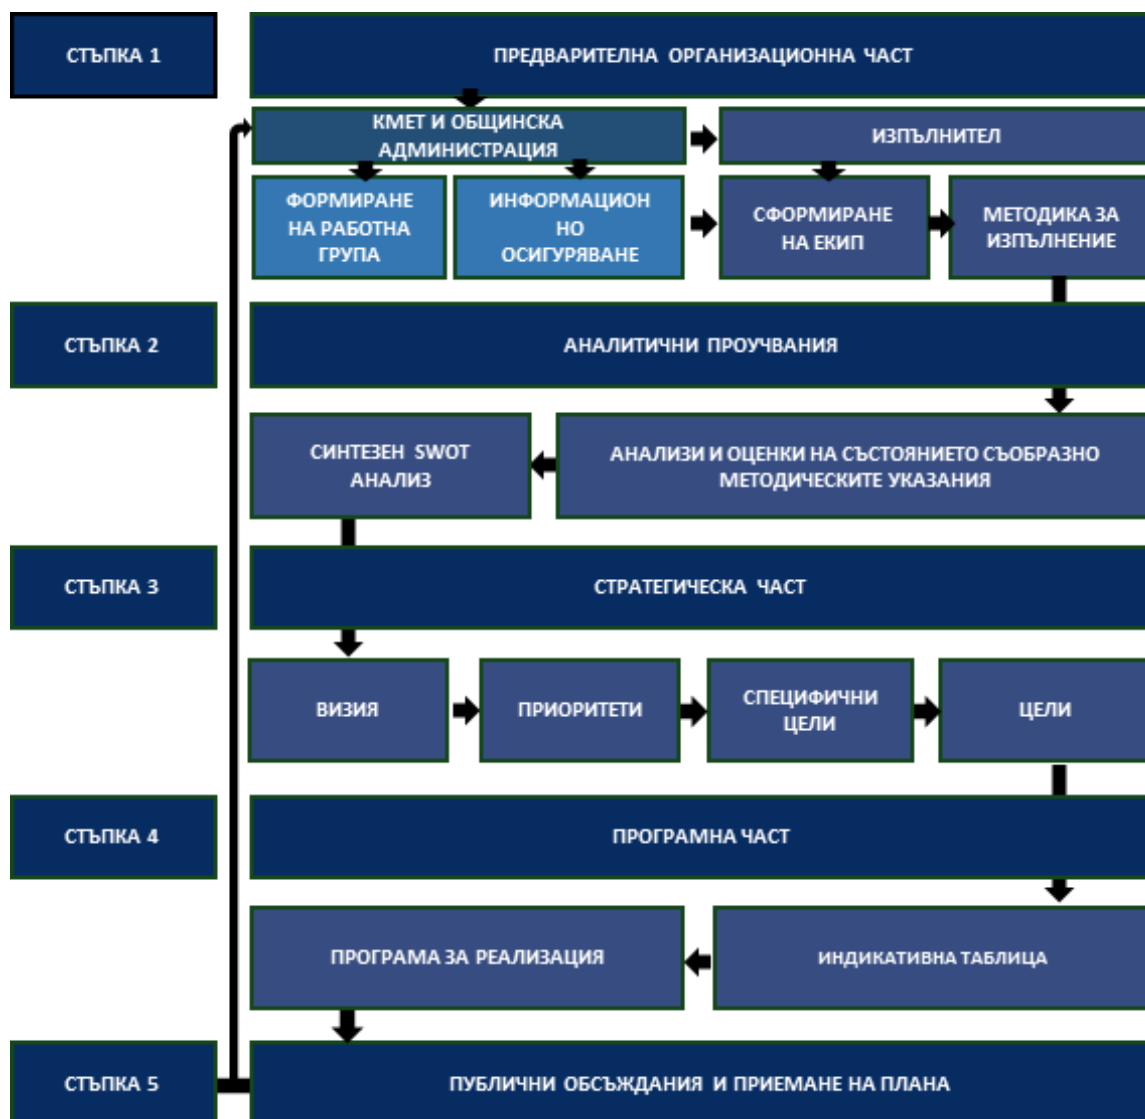 СТЪПКА 1
ПРЕДВАРИТЕЛНА ОРГАНИЗАЦИОННА ЧАСТ
КМЕТ И ОБЩИНСКА
АДМИНИСТРАЦИЯ
ИЗПЪЛНИТЕЛ
ФОРМИРАНЕ
НА РАБОТНА
ГРУПА
ИНФОРМАЦИОН
НО
ОСИГУРЯВАНЕ
СФОРМИРАНЕ
НА ЕКИП
МЕТОДИКА ЗА
ИЗПЪЛНЕНИЕ
СТЪПКА 2
АНАЛИТИЧНИ ПРОУЧВАНИЯ
СИНТЕЗЕН SWOT
АНАЛИЗ
АНАЛИЗИ И ОЦЕНКИ НА СЪСТОЯНИЕТО СЪОБРАЗНО
МЕТОДИЧЕСКИТЕ УКАЗАНИЯ
СТЪПКА 3
СТРАТЕГИЧЕСКА ЧАСТ
ВИЗИЯ
ПРИОРИТЕТИ
СПЕЦИФИЧНИ
ЦЕЛИ
ЦЕЛИ
СТЪПКА 4
ПРОГРАМНА ЧАСТ
ПРОГРАМА ЗА РЕАЛИЗАЦИЯ
ИНДИКАТИВНА ТАБЛИЦА
СТЪПКА 5
ПУБЛИЧНИ ОБСЪЖДАНИЯ И ПРИЕМАНЕ НА ПЛАНА